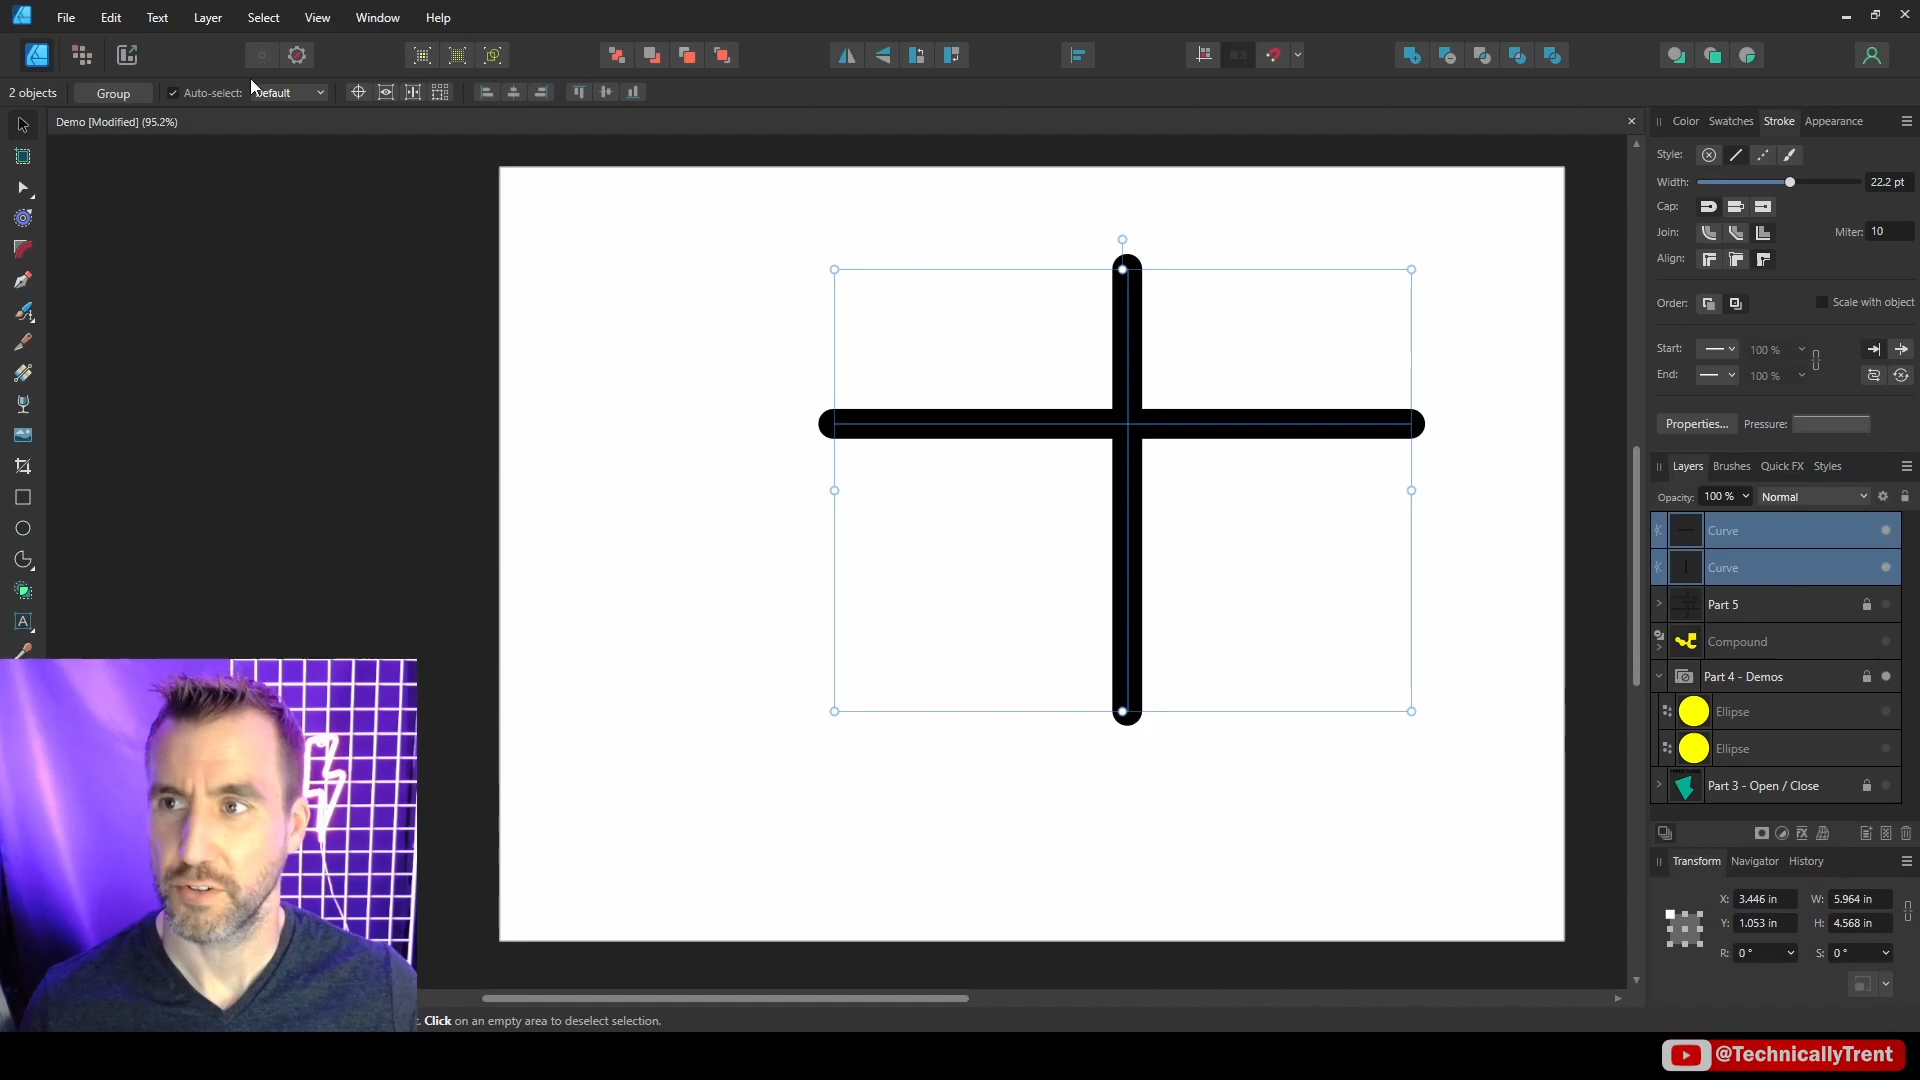 File Edit Text Layer Select View Window Help
2 objects Group Auto-select: Default
Demo [Modified] (95.2%)
Color Swatches Stroke Appearance
Style:
Width: 22.2 pt
Cap:
Join: Miter: 10
Align:
Order: Scale with object
Start: 100 %
End: 100 %
Properties... Pressure:
Layers Brushes Quick FX Styles
Opacity: 100 % Normal
Curve
Curve
Part 5
Compound
Part 4 - Demos
Ellipse
Ellipse
Part 3 - Open / Close
Transform Navigator History
X: 3.446 in W: 5.964 in
Y: 1.053 in H: 4.568 in
R: 0 ° S: 0 °
Click on an empty area to deselect selection.
@TechnicallyTrent